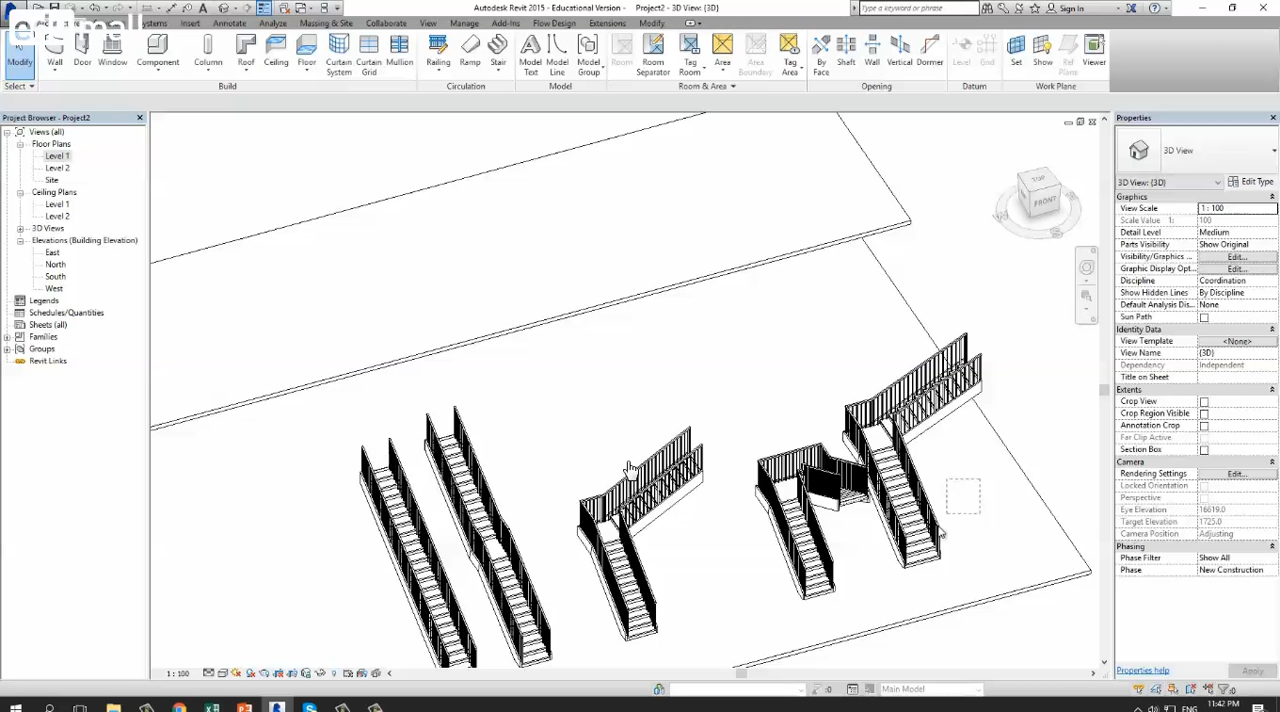 Autodesk Revit 2015 - Educational Version - Project2 - 3D View: {3D}
Type a keyword or phrase
Sign In
Systems Insert Annotate Analyze Massing & Site Collaborate View Manage Add-Ins Flow Design Extensions Modify
Modify Wall Door Window Component Column Roof Ceiling Floor Curtain System Curtain Grid Mullion Railing Ramp Stair Model Text Model Line Model Group Room Room Separator Tag Room Area Area Boundary Tag Area By Face Shaft Wall Vertical Dormer Level Grid Set Show Ref Plane Viewer
Select Build Circulation Model Room & Area Opening Datum Work Plane
Project Browser - Project2
Views (all)
Floor Plans
Level 1
Level 2
Site
Ceiling Plans
Level 1
Level 2
3D Views
Elevations (Building Elevation)
East
North
South
West
Legends
Schedules/Quantities
Sheets (all)
Families
Groups
Revit Links
TOP
FRONT
Properties
3D View
3D View: {3D} Edit Type
Graphics
View Scale 1 : 100
Scale Value 1: 100
Detail Level Medium
Parts Visibility Show Original
Visibility/Graphics ... Edit...
Graphic Display Opt... Edit...
Discipline Coordination
Show Hidden Lines By Discipline
Default Analysis Dis... None
Sun Path
Identity Data
View Template <None>
View Name {3D}
Dependency Independent
Title on Sheet
Extents
Crop View
Crop Region Visible
Annotation Crop
Far Clip Active
Section Box
Camera
Rendering Settings Edit...
Locked Orientation
Perspective
Eye Elevation 16619.0
Target Elevation 1725.0
Camera Position Adjusting
Phasing
Phase Filter Show All
Phase New Construction
Properties help Apply
1 : 100
:0 Main Model :0
ENG 11:42 PM